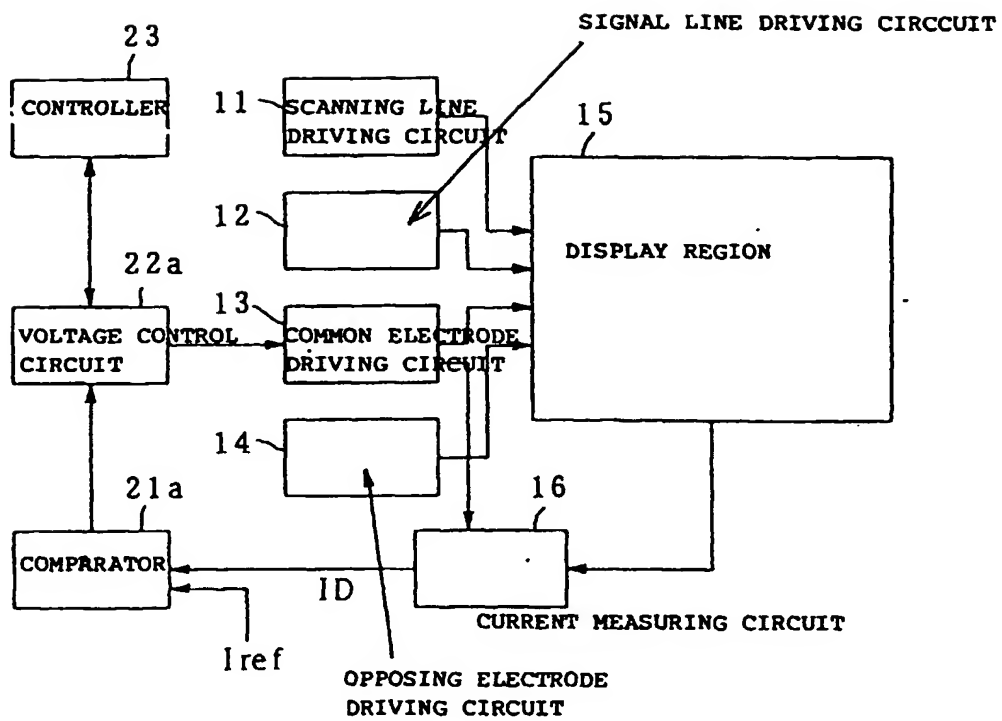 SIGNAL LINE DRIVING CIRCCUIT
23
CONTROLLER
11
SCANNING LINE
DRIVING CIRCUIT
15
12
DISPLAY REGION
22a
13
VOLTAGE CONTROL
CIRCUIT
COMMON ELECTRODE
DRIVING CIRCUIT
14
21a
16
COMPARATOR
ID
CURRENT MEASURING CIRCUIT
Iref
OPPOSING ELECTRODE
DRIVING CIRCUIT